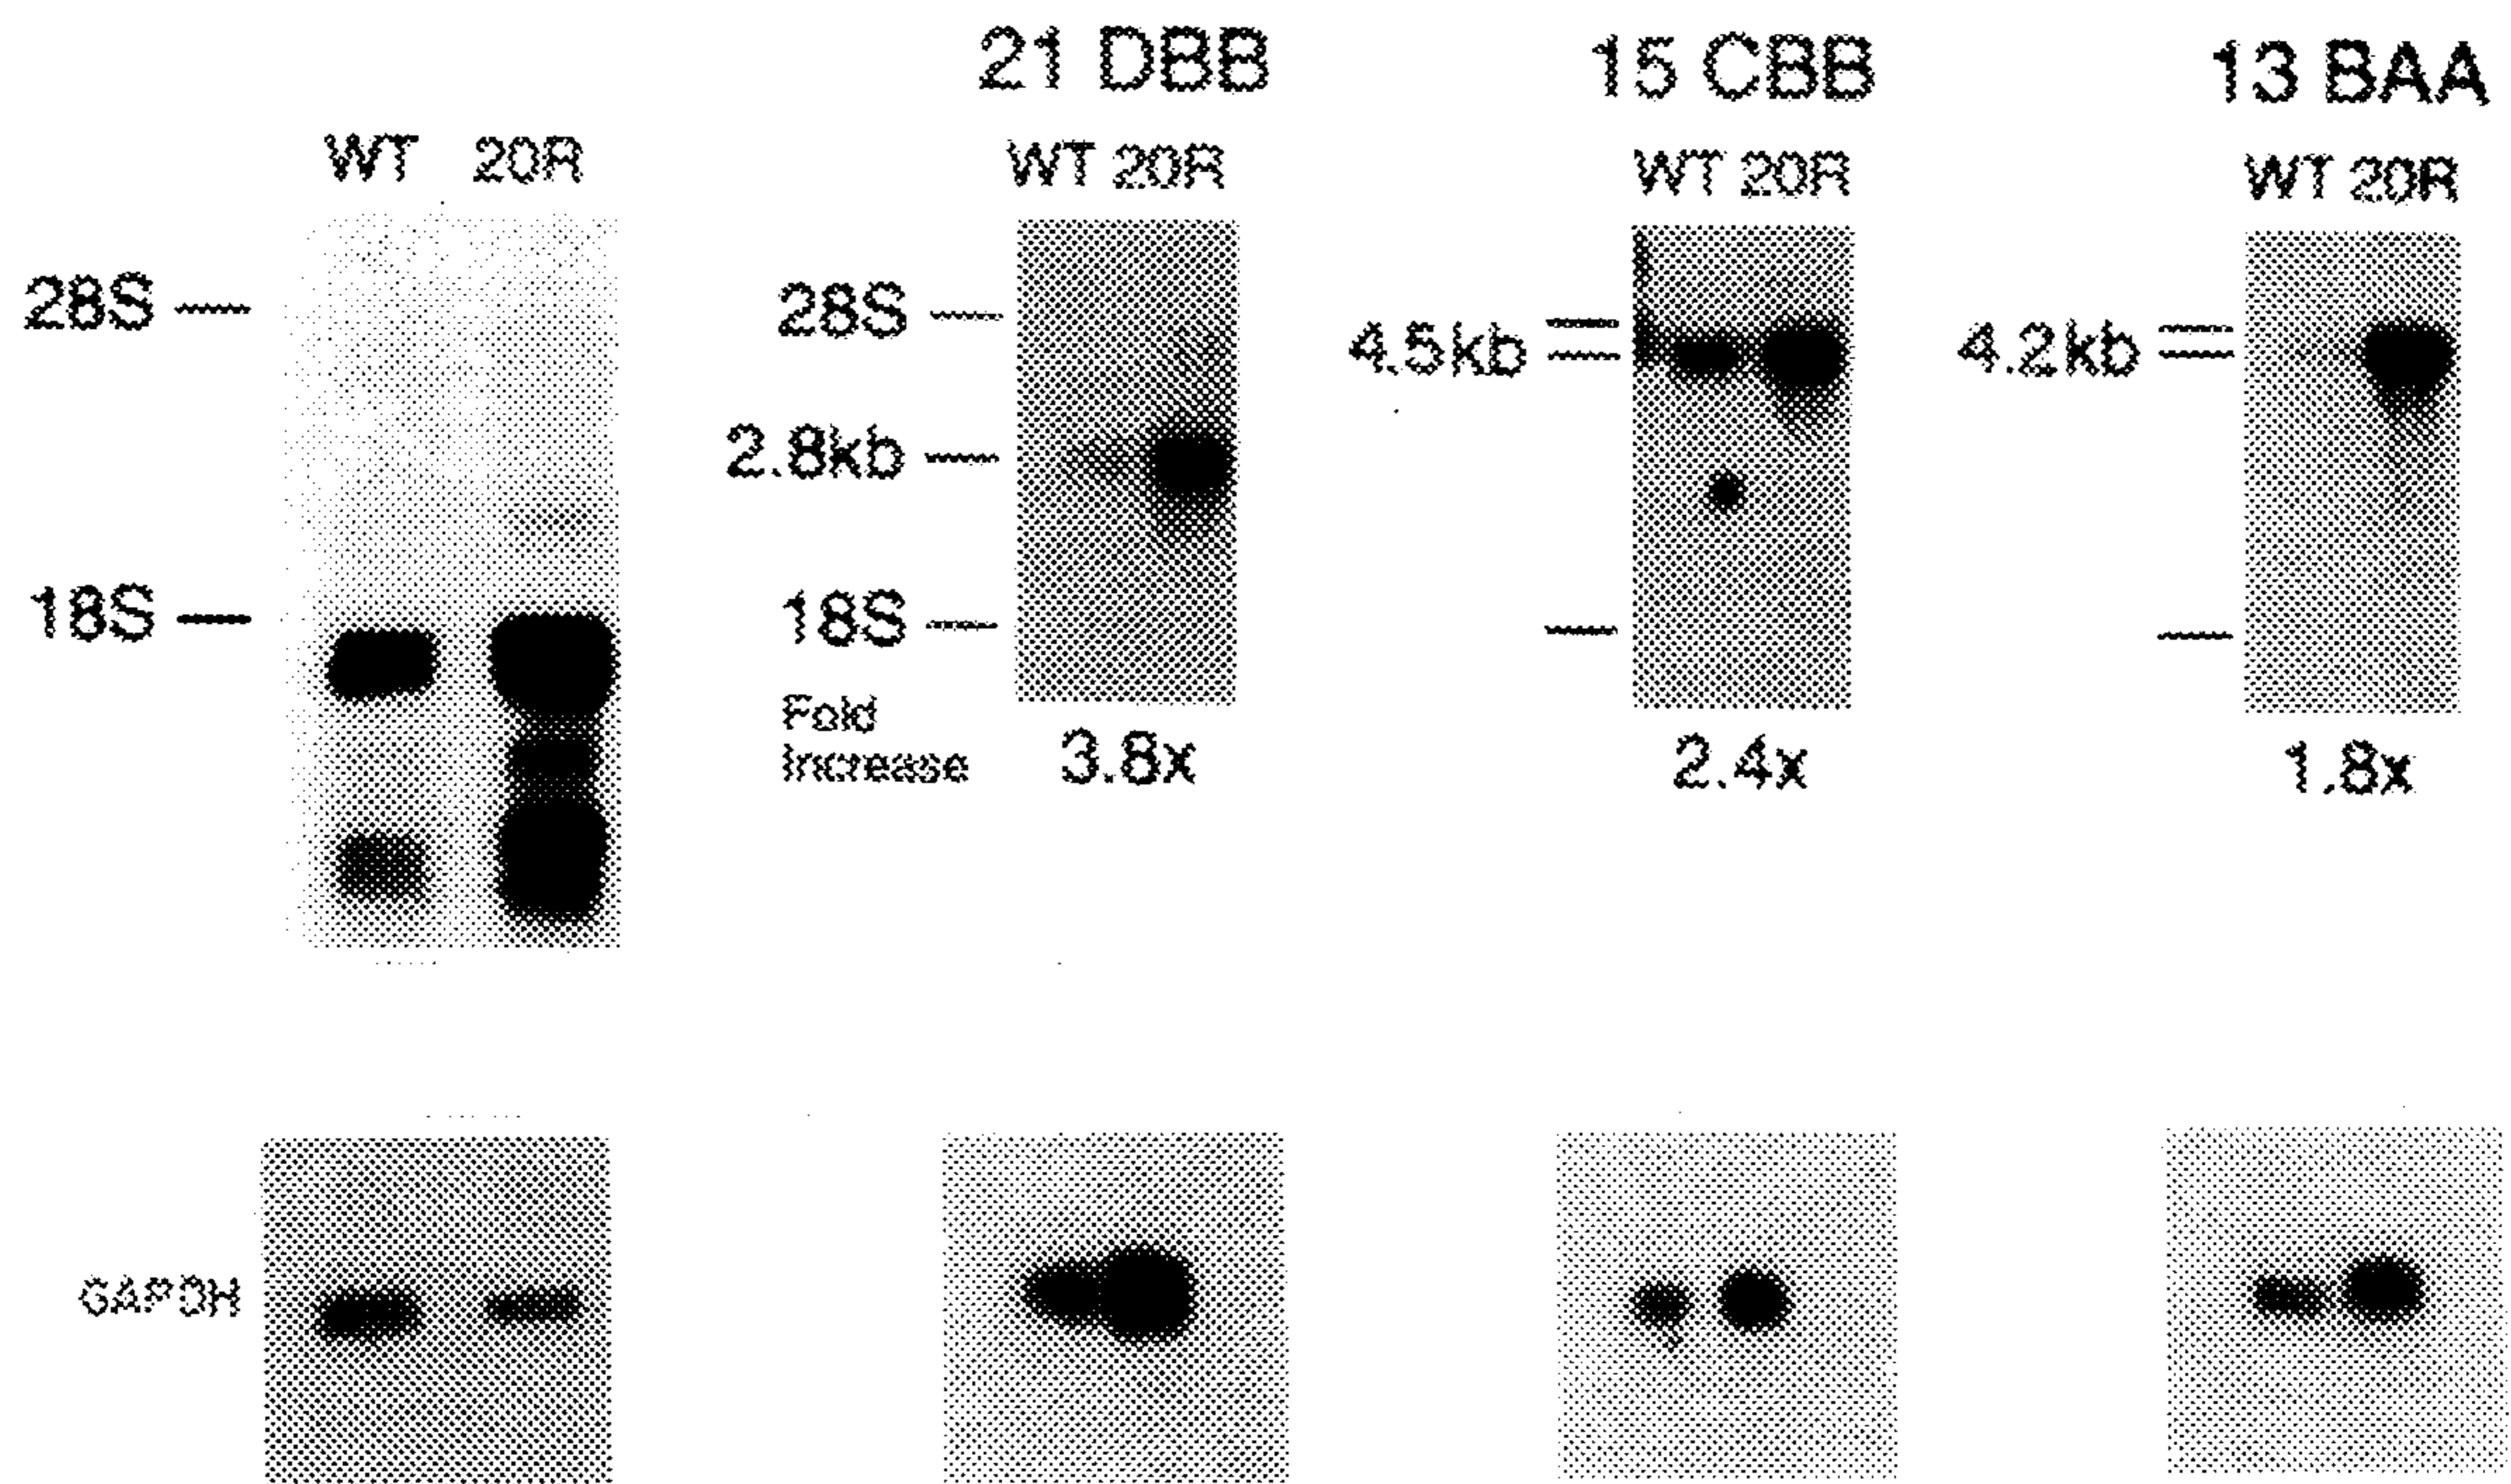 21 DBB
15 CBB
13 BAA
WT 20R
WT 20R
WT 20R
WT 20R
28S
28S
4.5kb
4.2kb
2.8kb
18S
18S
Fold
Increase
3.8x
2.4x
1.8x
GAPDH